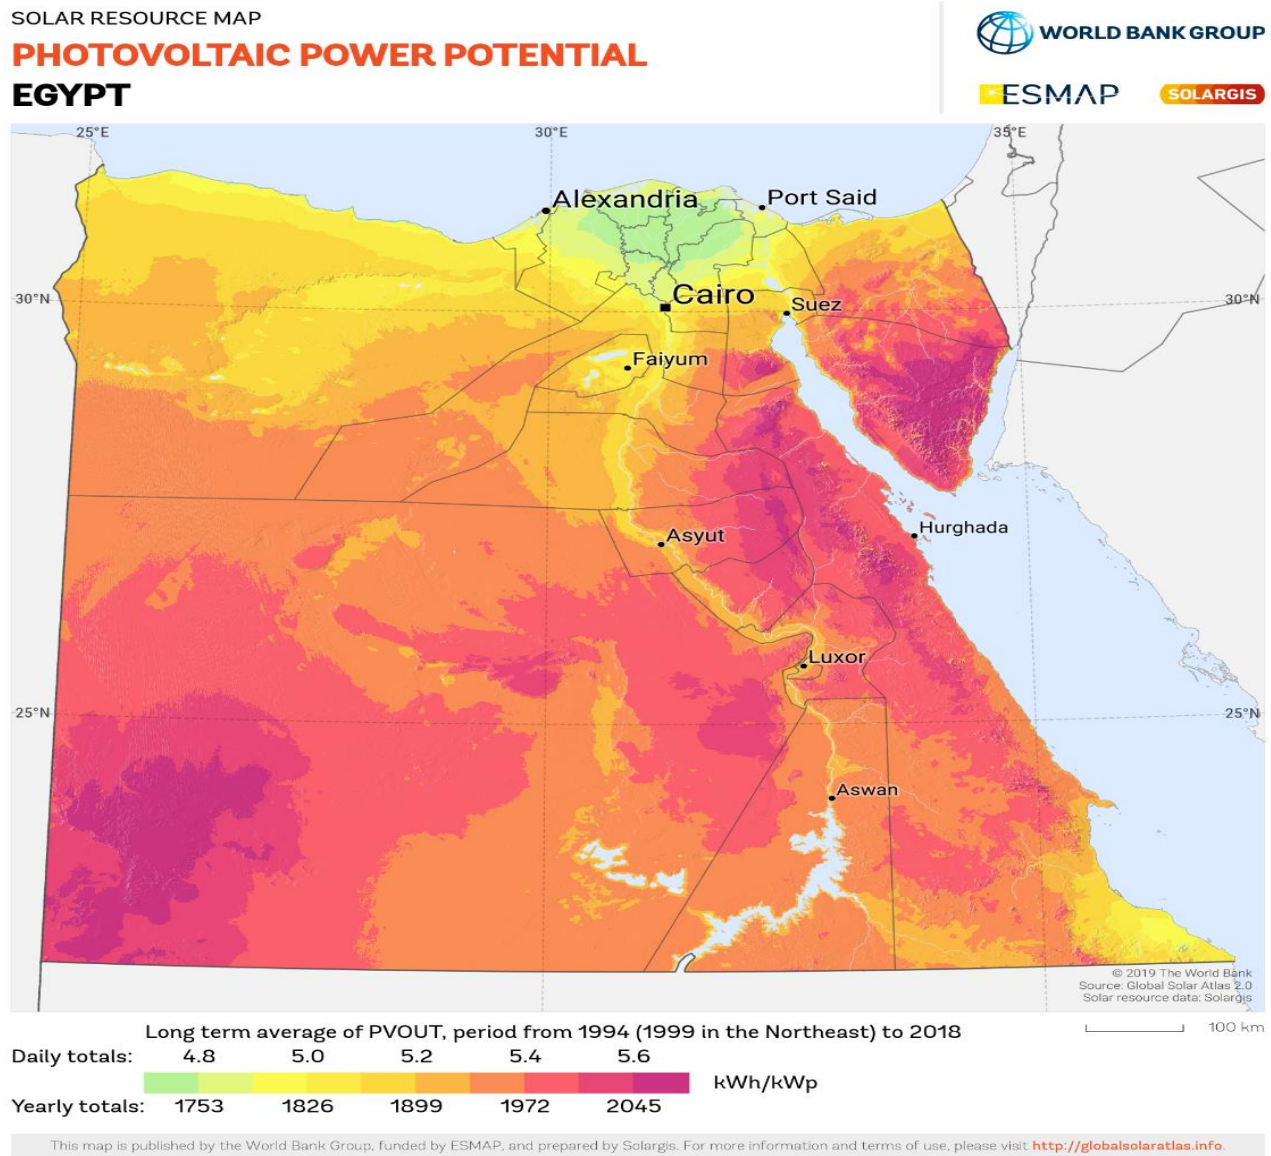 SOLAR RESOURCE MAP
PHOTOVOLTAIC POWER POTENTIAL
EGYPT
WORLD BANK GROUP
ESMAP
SOLARGIS
25°E
30°E
35°E
Alexandria
Port Said
30°N
Cairo
Suez
30°N
Faiyum
Asyut
Hurghada
Luxor
25°N
25°N
Aswan
© 2019 The World Bank
Source: Global Solar Atlas 2.0
Solar resource data: Solargis
Long term average of PVOUT, period from 1994 (1999 in the Northeast) to 2018
100 km
Daily totals: 4.8 5.0 5.2 5.4 5.6
kWh/kWp
Yearly totals: 1753 1826 1899 1972 2045
This map is published by the World Bank Group, funded by ESMAP, and prepared by Solargis. For more information and terms of use, please visit http://globalsolaratlas.info.